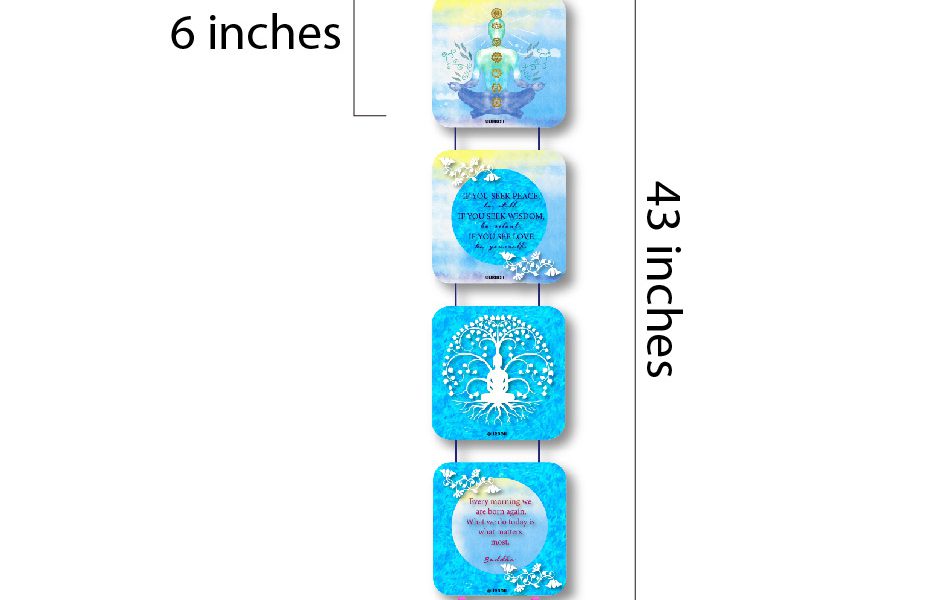 6 inches
IF YOU SEEK PEACE,
be still.
IF YOU SEEK WISDOM,
be silent.
IF YOU SEE LOVE
be yourself.
43 inches
Every morning we
are born again.
What we do today is
what matters
most.
Buddha